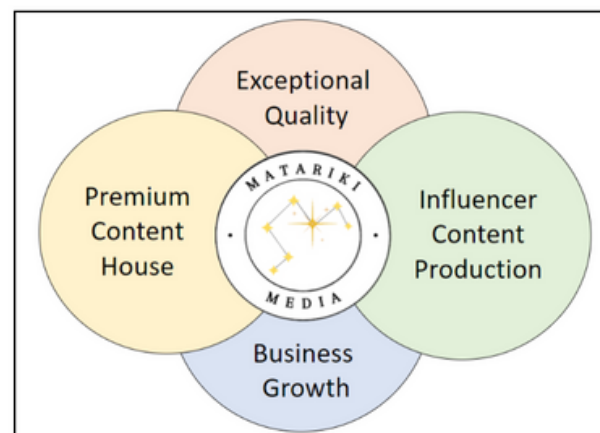 Exceptional
Quality
Premium
Content
House
MATARIKI
MEDIA
Influencer
Content
Production
Business
Growth